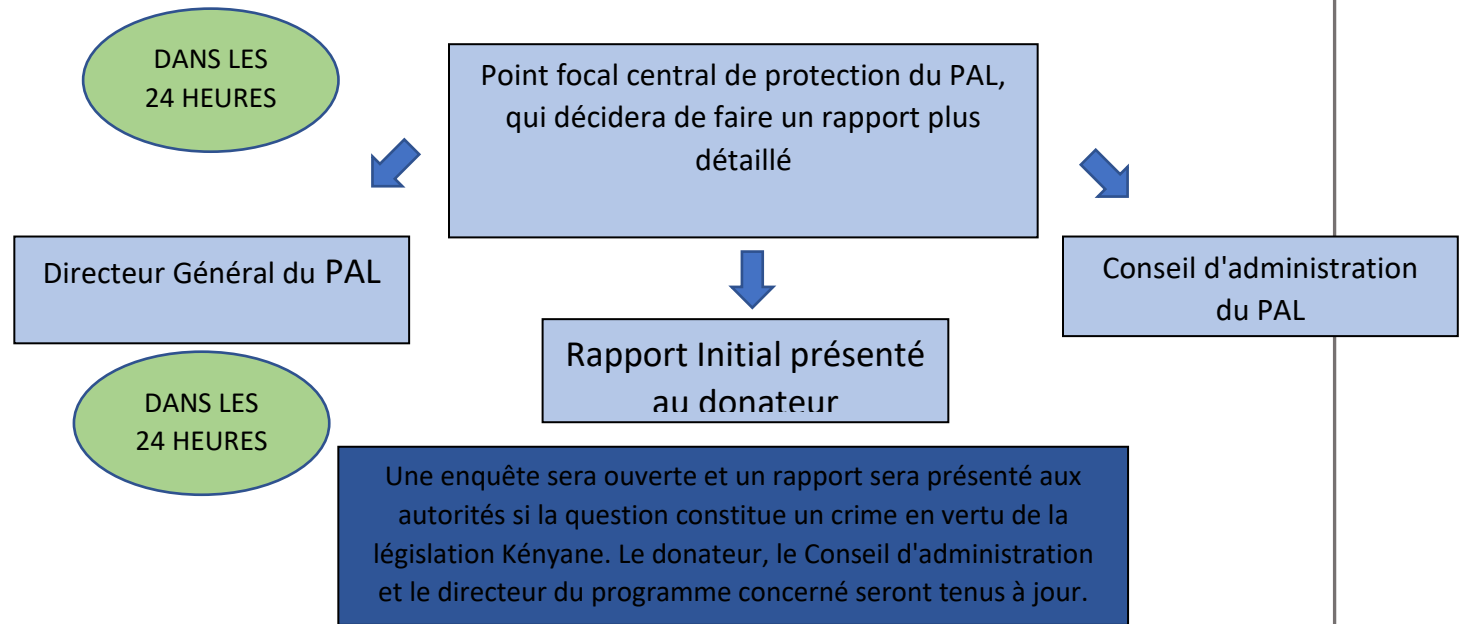 DANS LES
24 HEURES
Point focal central de protection du PAL,
qui décidera de faire un rapport plus
détaillé
Directeur Général du PAL
Conseil d'administration
du PAL
Rapport Initial présenté
au donateur
DANS LES
24 HEURES
Une enquête sera ouverte et un rapport sera présenté aux
autorités si la question constitue un crime en vertu de la
législation Kényane. Le donateur, le Conseil d'administration
et le directeur du programme concerné seront tenus à jour.